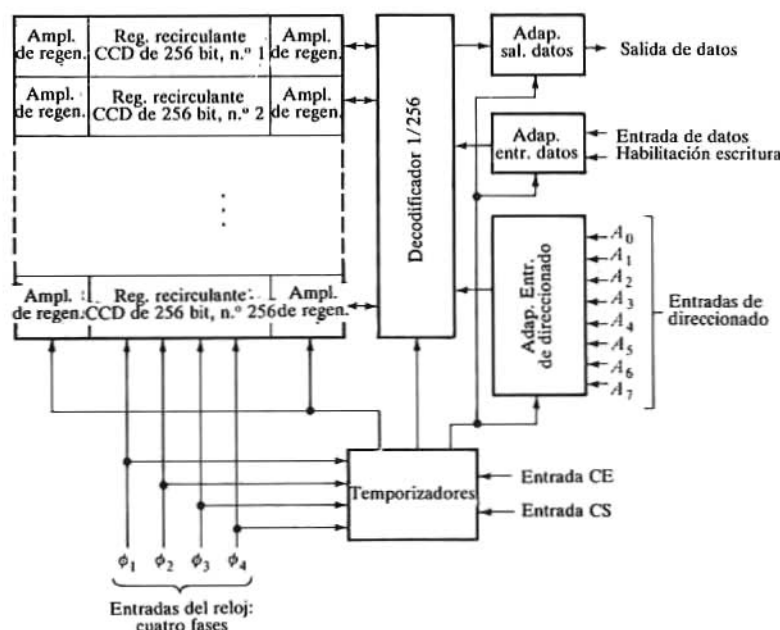 Ampl.
de regen.
Reg. recirculante
CCD de 256 bit, n.º 1
Ampl.
de regen.
Ampl.
de regen.
Reg. recirculante
CCD de 256 bit, n.º 2
Ampl.
de regen.
Ampl.
de regen.
Reg. recirculante
CCD de 256 bit, n.º 256
Ampl.
de regen.
Decodificador 1/256
Adap.
sal. datos
Salida de datos
Adap.
entr. datos
Entrada de datos
Habilitación escritura
Adap. Entr.
de direccionado
A0
A1
A2
A3
A4
A5
A6
A7
Entradas de
direccionado
Temporizadores
Entrada CE
Entrada CS
ϕ1 ϕ2 ϕ3 ϕ4
Entradas del reloj:
cuatro fases